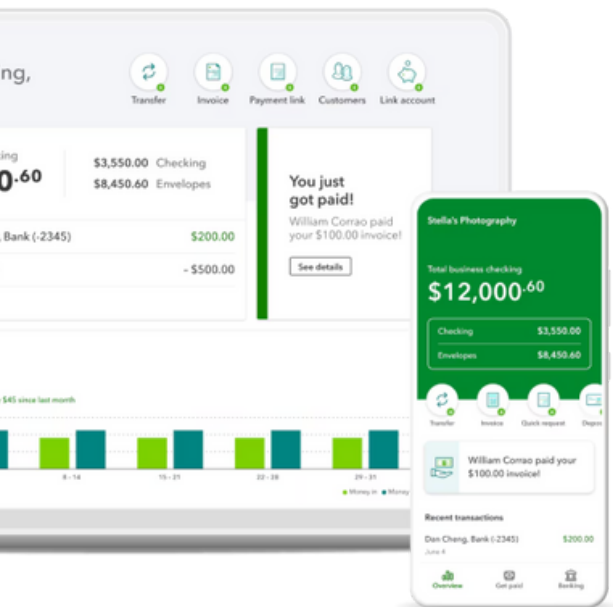 ng,
Transfer
Invoice
Payment link
Customers
Link account
ing
0.60
$3,550.00 Checking
$8,450.60 Envelopes
, Bank (-2345) $200.00
- $500.00
You just
got paid!
William Corrao paid
your $100.00 invoice!
See details
$45 since last month
8 - 14
15 - 21
22 - 28
29 - 31
Money in
Money
Stella's Photography
Total business checking
$12,000.60
Checking $3,550.00
Envelopes $8,450.60
Transfer
Invoice
Quick request
Depos
William Corrao paid your
$100.00 invoice!
Recent transactions
Dan Cheng, Bank (-2345) $200.00
June 4
Overview
Get paid
Banking